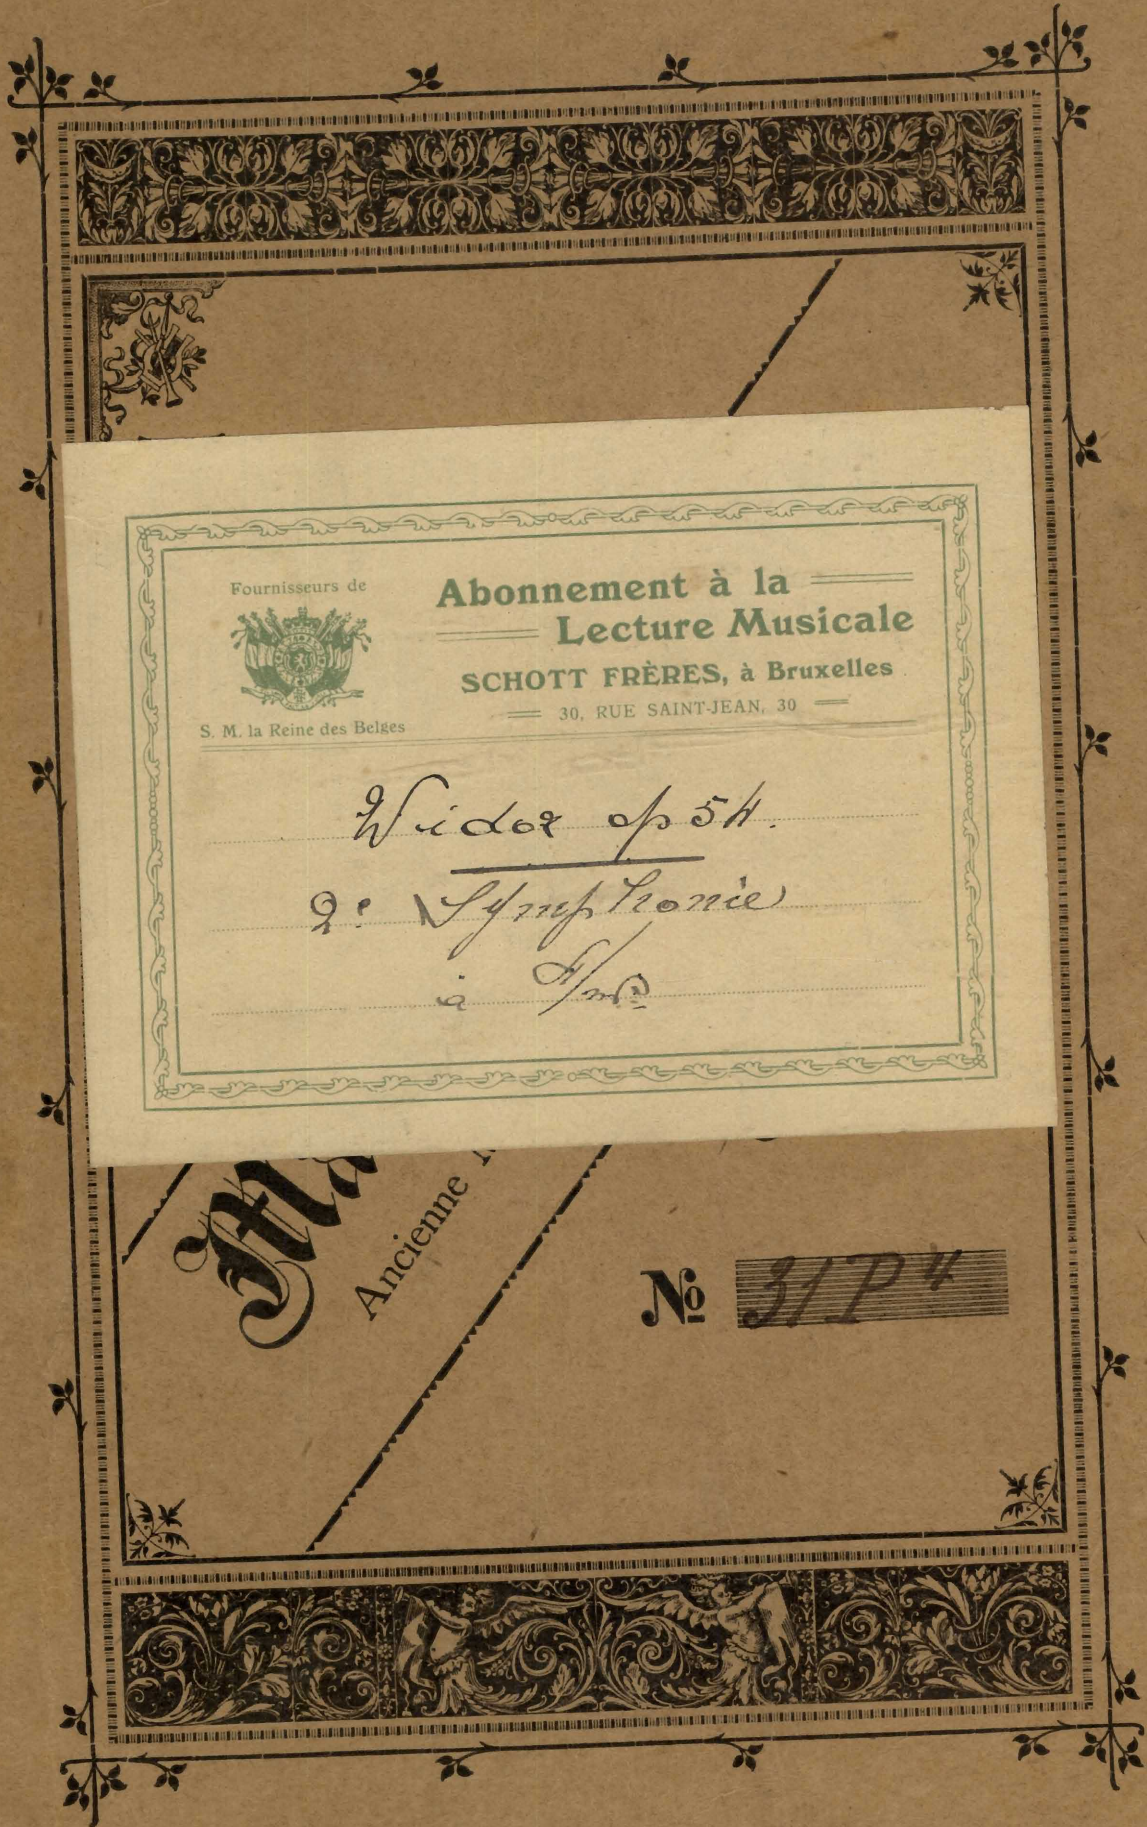 Fournisseurs de
S. M. la Reine des Belges
Abonnement à la
Lecture Musicale
SCHOTT FRÈRES, à Bruxelles
30, RUE SAINT-JEAN, 30
Widor op 54.
2e Symphonie
à
Ma
Ancienne
No 31P4